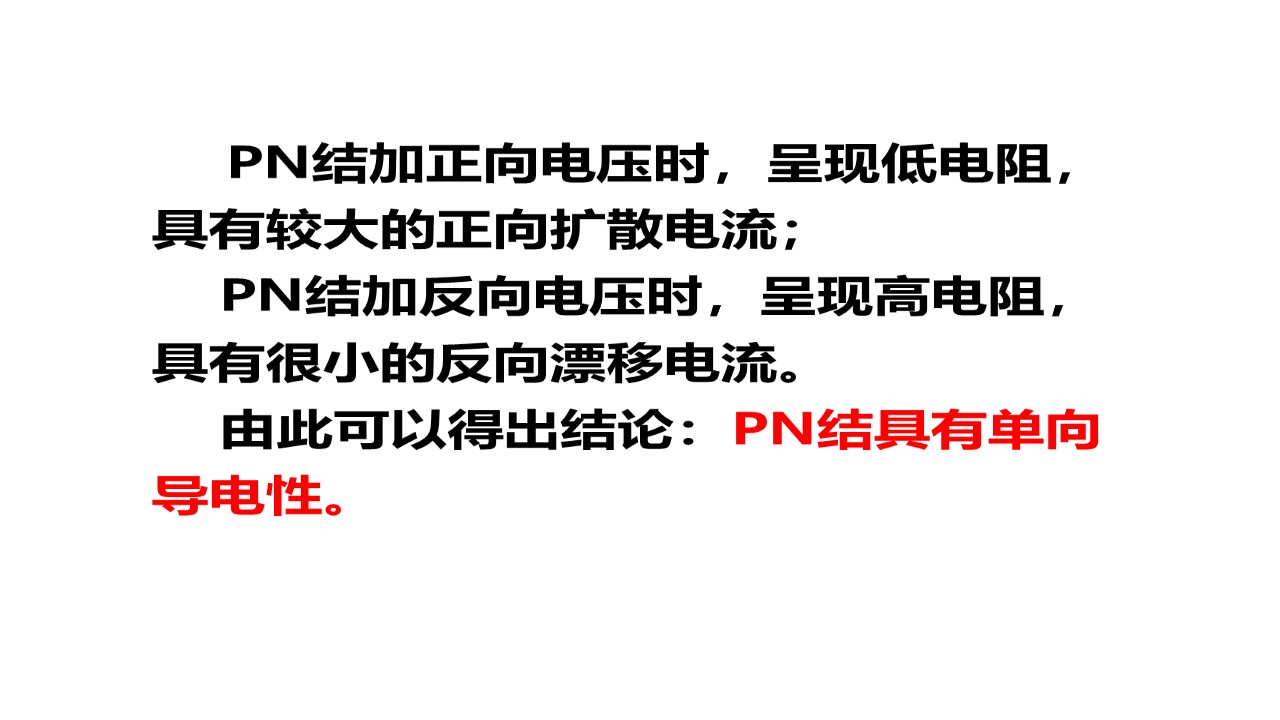 PN结加正向电压时，呈现低电阻，
具有较大的正向扩散电流；
PN结加反向电压时，呈现高电阻，
具有很小的反向漂移电流。
由此可以得出结论：PN结具有单向
导电性。